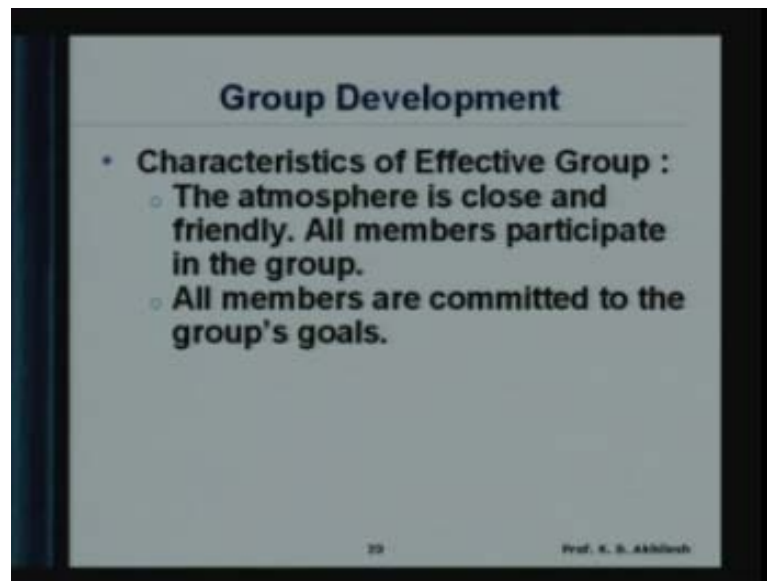 Group Development
• Characteristics of Effective Group :
○ The atmosphere is close and
friendly. All members participate
in the group.
○ All members are committed to the
group's goals.
Prof. K. B. Akhilesh